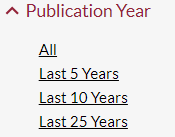 Publication Year
All
Last 5 Years
Last 10 Years
Last 25 Years